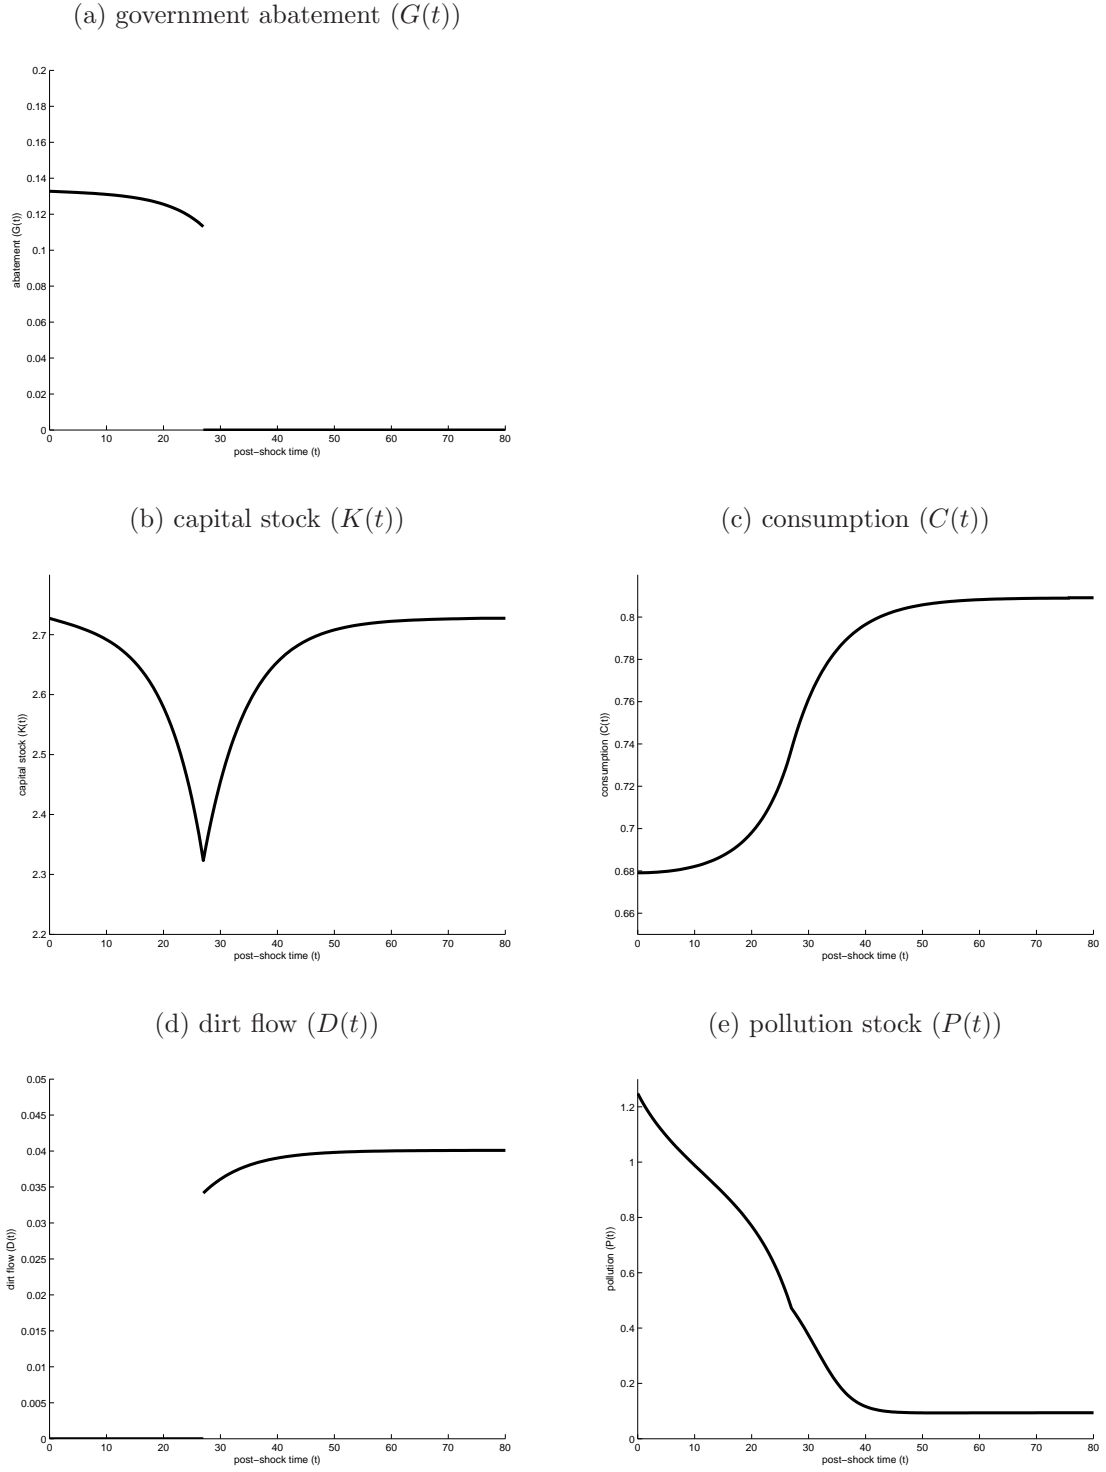 (a) government abatement (G(t))
0.2
0.18
0.16
0.14
0.12
0.1
0.08
0.06
0.04
0.02
0
abatement (G(t))
0 10 20 30 40 50 60 70 80
post−shock time (t)
(b) capital stock (K(t))
2.7
2.6
2.5
2.4
2.3
2.2
capital stock (K(t))
0 10 20 30 40 50 60 70 80
post−shock time (t)
(c) consumption (C(t))
0.8
0.78
0.76
0.74
0.72
0.7
0.68
0.66
consumption (C(t))
0 10 20 30 40 50 60 70 80
post−shock time (t)
(d) dirt flow (D(t))
0.05
0.045
0.04
0.035
0.03
0.025
0.02
0.015
0.01
0.005
0
dirt flow (D(t))
0 10 20 30 40 50 60 70 80
post−shock time (t)
(e) pollution stock (P(t))
1.2
1
0.8
0.6
0.4
0.2
0
pollution (P(t))
0 10 20 30 40 50 60 70 80
post−shock time (t)